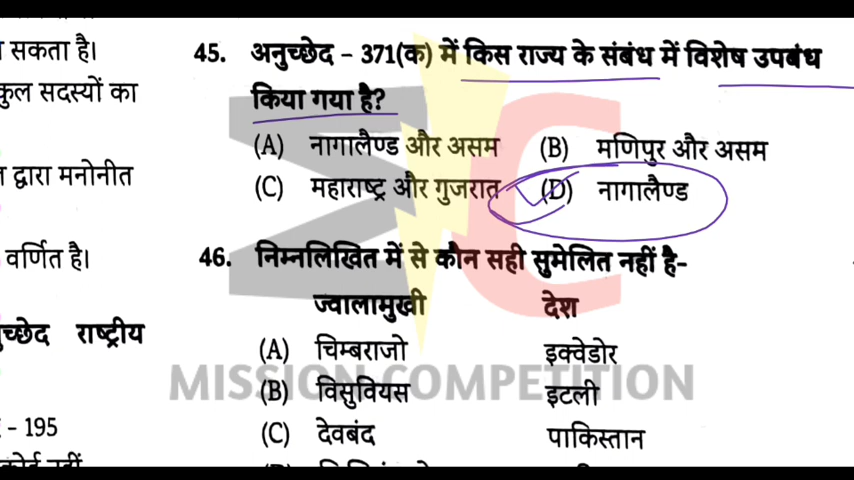 सकता है।
कुल सदस्यों का
द्वारा मनोनीत
वर्णित है।
राष्ट्रीय
- 195
45. अनुच्छेद – 371(क) में किस राज्य के संबंध में विशेष उपबंध
किया गया है?
(A) नागालैण्ड और असम (B) मणिपुर और असम
(C) महाराष्ट्र और गुजरात (D) नागालैण्ड
46. निम्नलिखित में से कौन सही सुमेलित नहीं है–
ज्वालामुखी देश
(A) चिम्बराजो इक्वेडोर
(B) विसुवियस इटली
(C) देवबंद पाकिस्तान
MISSION COMPETITION